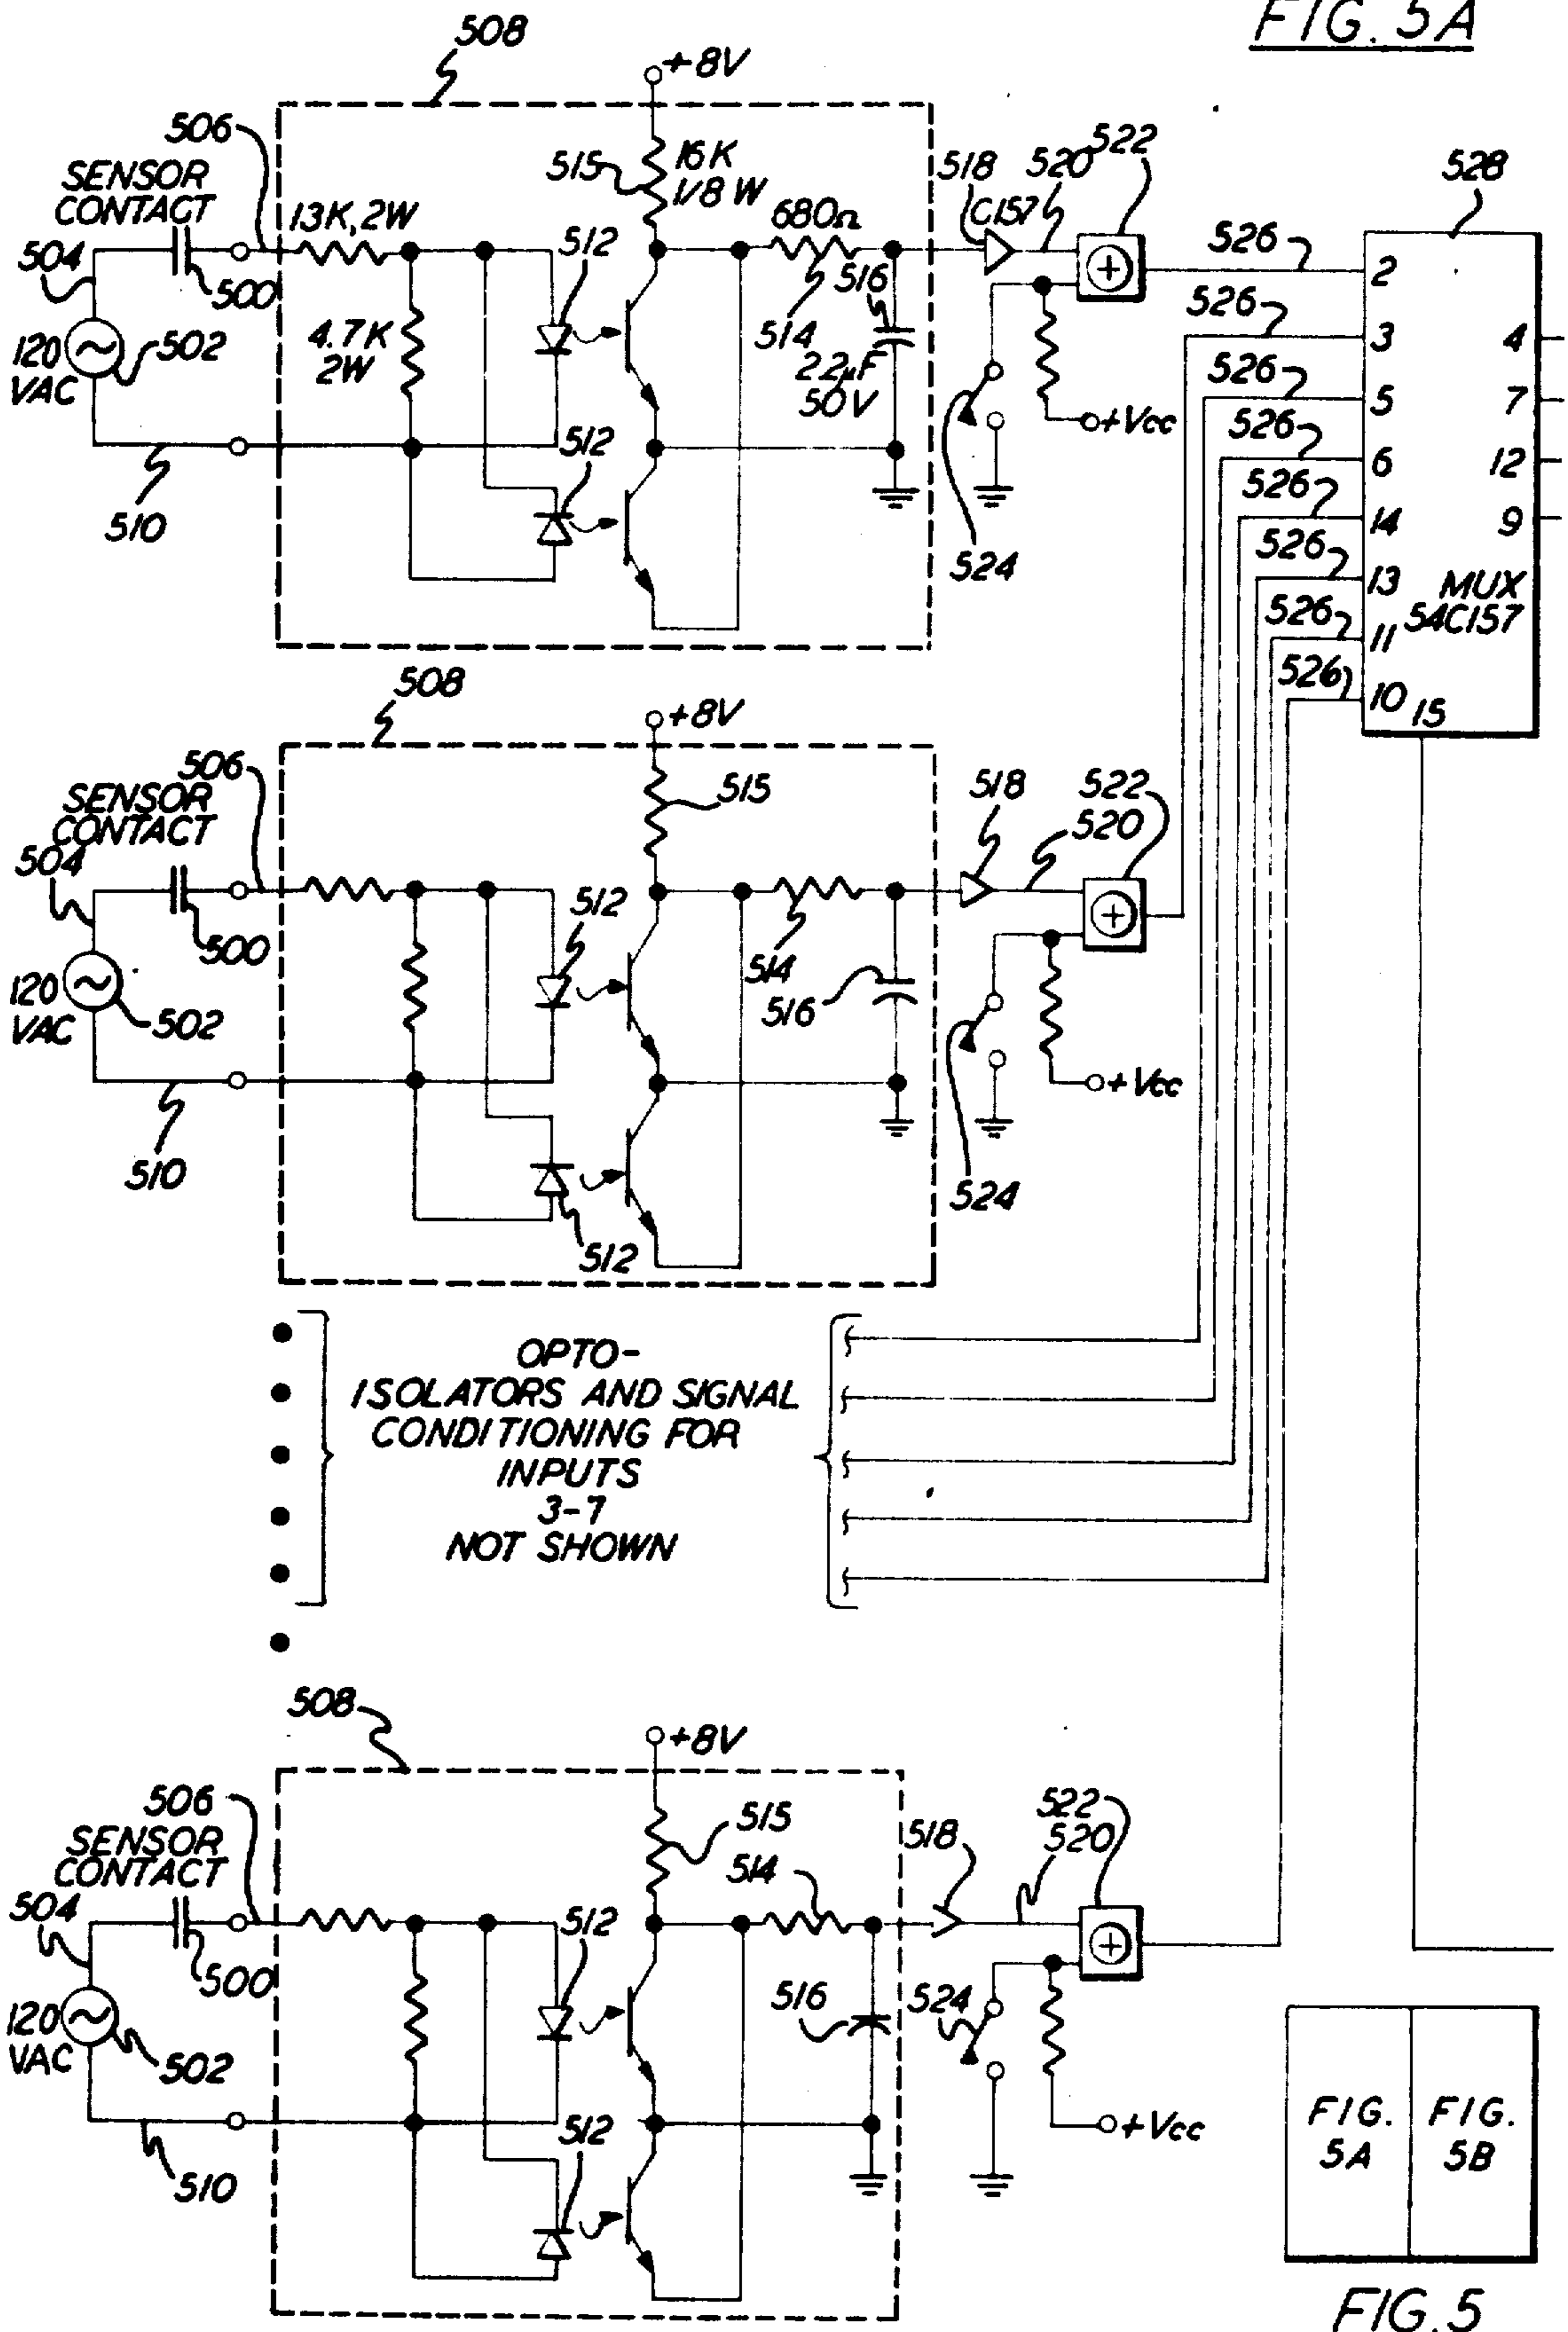 FIG. 5A
508
+8V
506
SENSOR
CONTACT
13K, 2W
515
16K
1/8 W
680Ω
518
C157
520
522
528
504
500
512
516
514
22µF
50V
526
2
526
3
120
VAC
502
4.7K
2W
4
526
5
7
+Vcc
526
6
12
512
526
14
9
510
524
526
13
MUX
54C157
526
11
526
10
15
508
+8V
506
SENSOR
CONTACT
515
518
522
520
504
500
512
514
516
120
VAC
502
+Vcc
510
524
512
OPTO-
ISOLATORS AND SIGNAL
CONDITIONING FOR
INPUTS
3-7
NOT SHOWN
508
+8V
506
SENSOR
CONTACT
515
514
518
522
520
504
500
512
516
524
120
VAC
502
512
+Vcc
510
FIG.
5A
FIG.
5B
FIG. 5